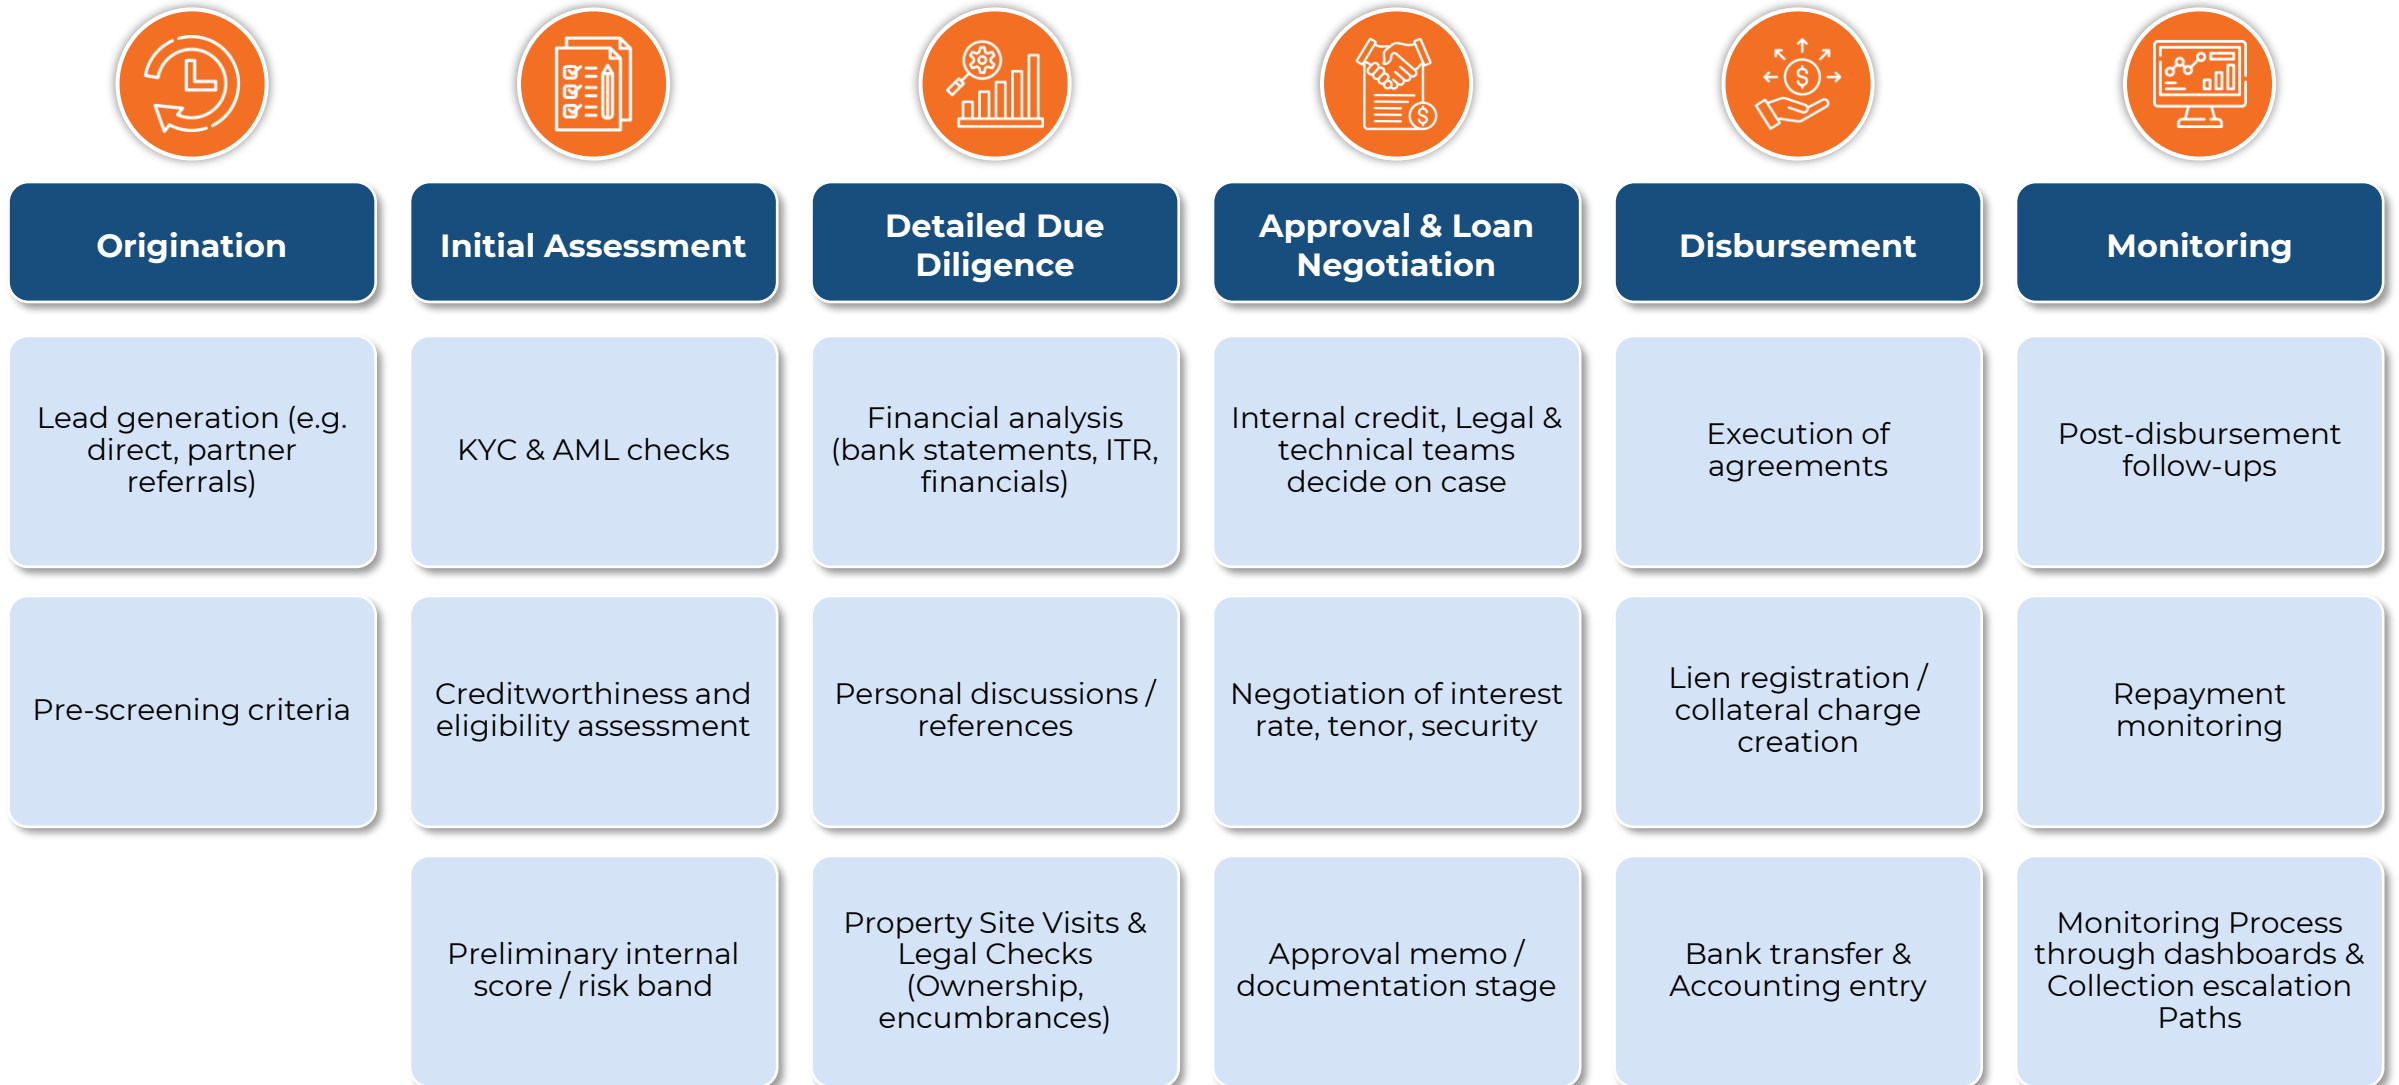 Origination
Initial Assessment
Detailed Due
Diligence
Approval & Loan
Negotiation
Disbursement
Monitoring
Lead generation (e.g.
direct, partner
referrals)
KYC & AML checks
Financial analysis
(bank statements, ITR,
financials)
Internal credit, Legal &
technical teams
decide on case
Execution of
agreements
Post-disbursement
follow-ups
Pre-screening criteria
Creditworthiness and
eligibility assessment
Personal discussions /
references
Negotiation of interest
rate, tenor, security
Lien registration /
collateral charge
creation
Repayment
monitoring
Preliminary internal
score / risk band
Property Site Visits &
Legal Checks
(Ownership,
encumbrances)
Approval memo /
documentation stage
Bank transfer &
Accounting entry
Monitoring Process
through dashboards &
Collection escalation
Paths